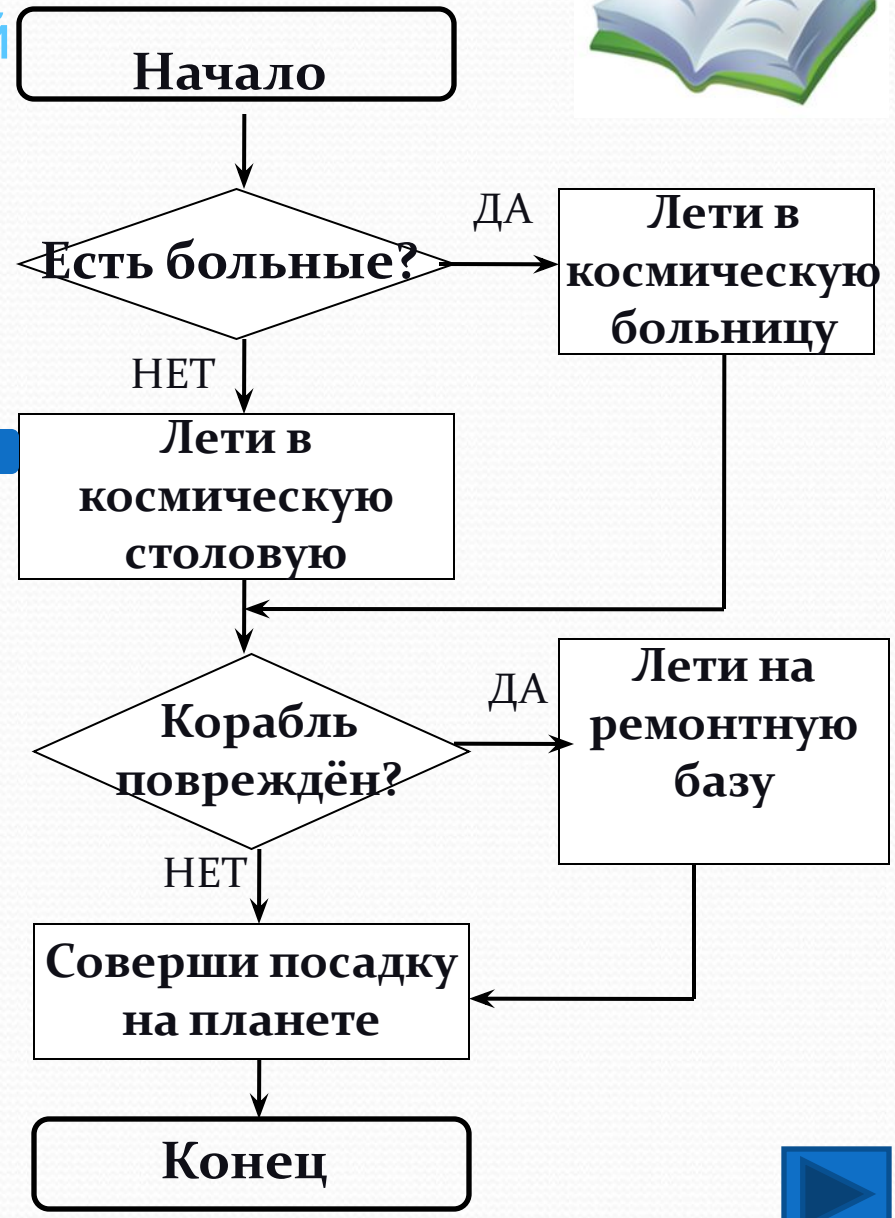 й
Начало
Есть больные?
ДА
Лети в
космическую
больницу
НЕТ
Лети в
космическую
столовую
Корабль
повреждён?
ДА
Лети на
ремонтную
базу
НЕТ
Соверши посадку
на планете
Конец